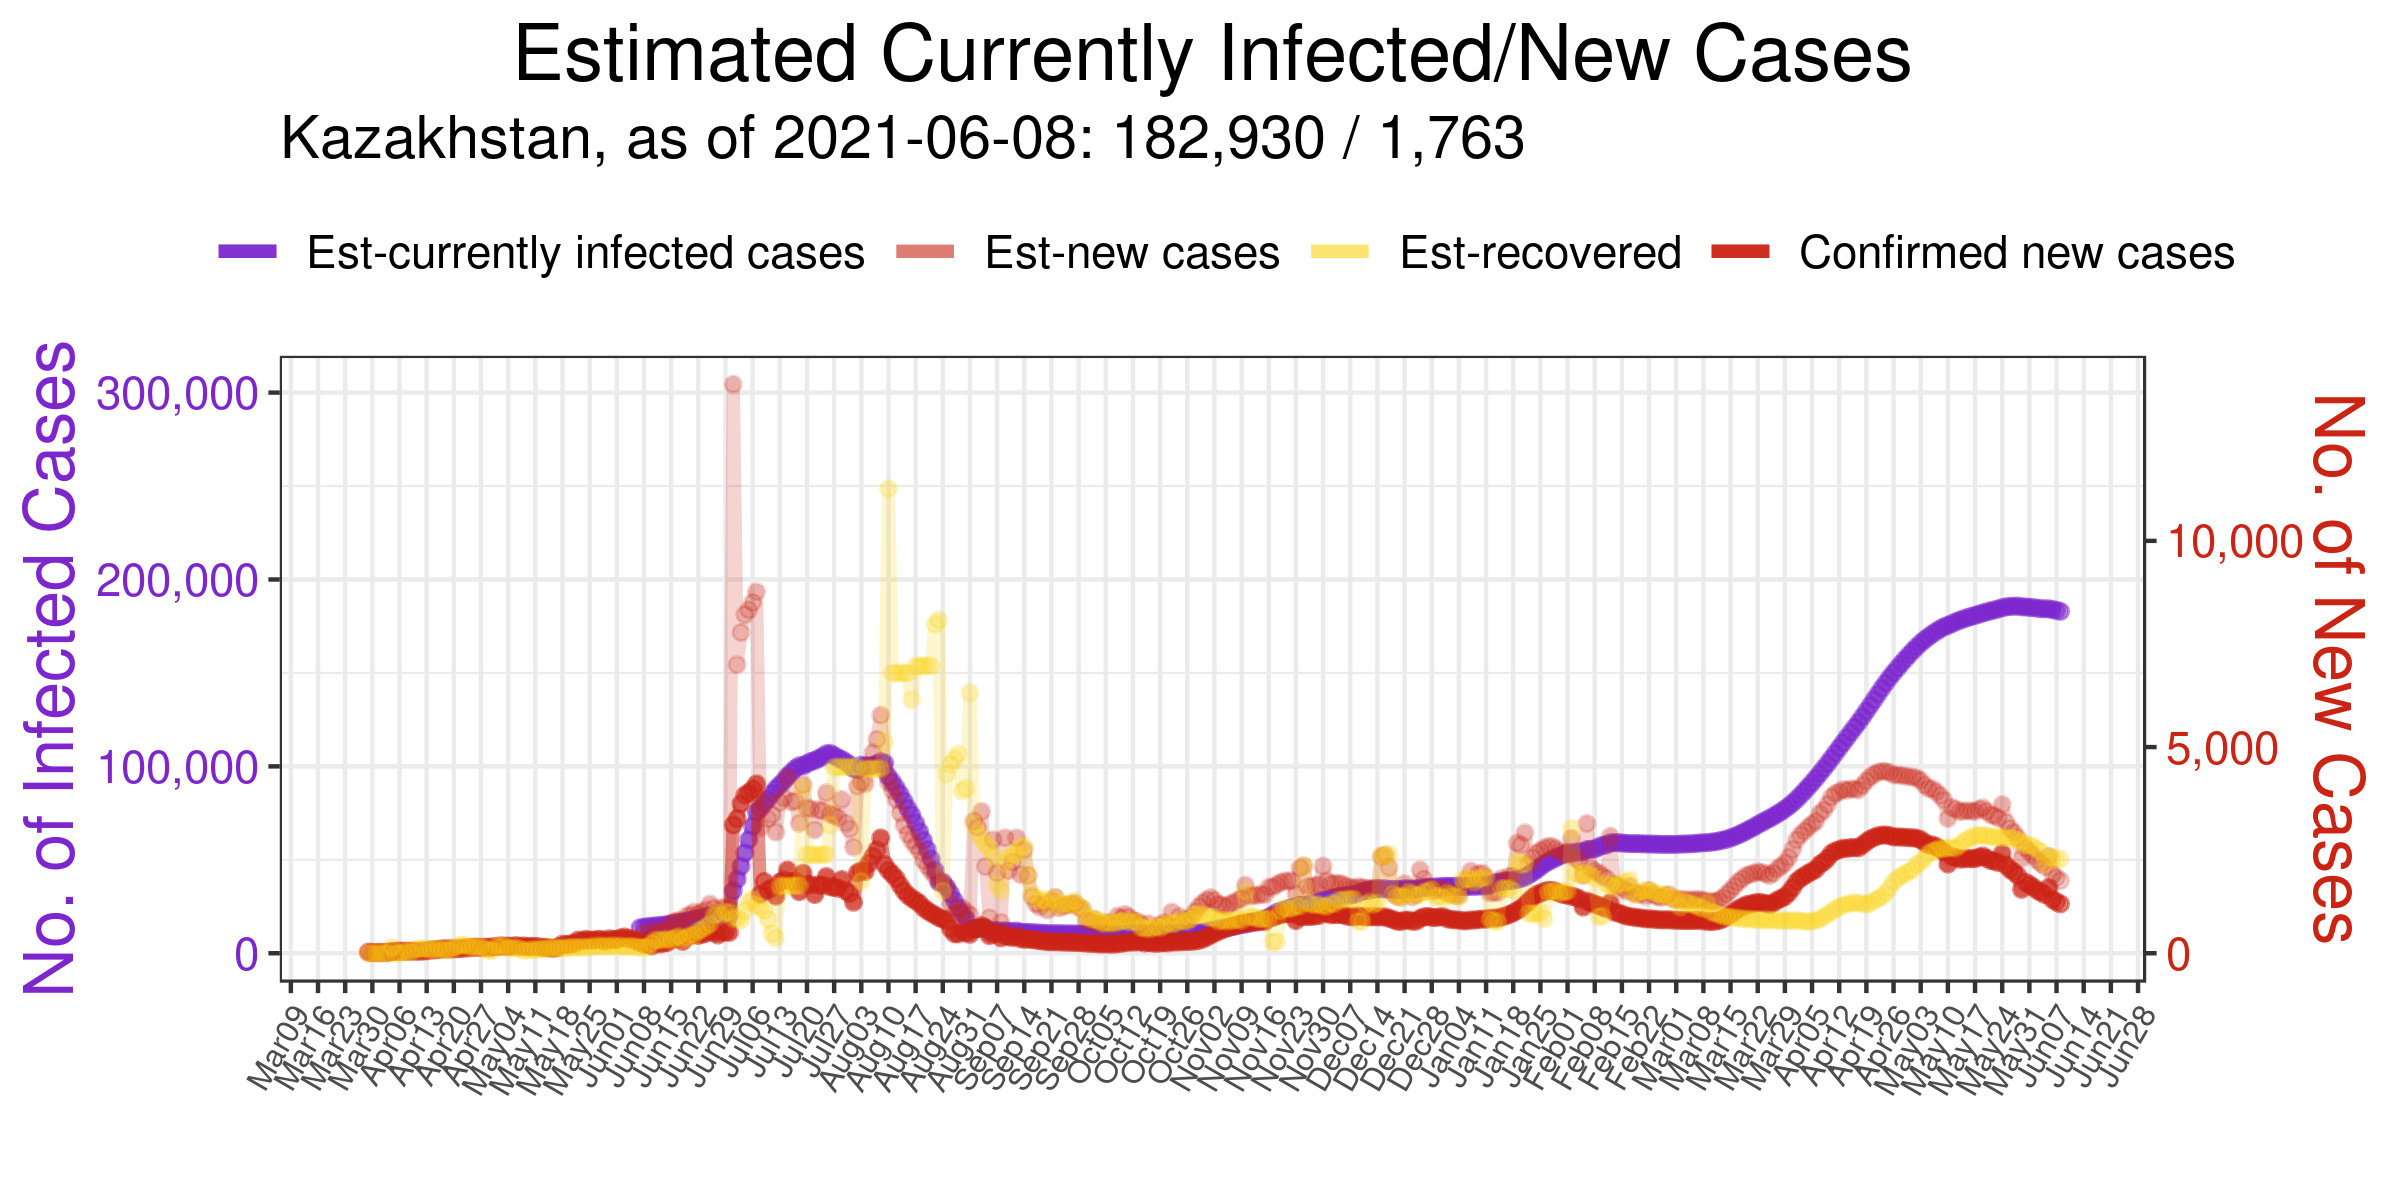 Estimated Currently Infected/New Cases
Kazakhstan, as of 2021-06-08: 182,930 / 1,763
Est-currently infected cases Est-new cases Est-recovered Confirmed new cases
No. of Infected Cases
300,000
200,000
100,000
0
10,000
5,000
0
No. of New Cases
Mar09 Mar16 Mar23 Mar30 Apr06 Apr13 Apr20 Apr27 May04 May11 May18 May25 Jun01 Jun08 Jun15 Jun22 Jun29 Jul06 Jul13 Jul20 Jul27 Aug03 Aug10 Aug17 Aug24 Aug31 Sep07 Sep14 Sep21 Sep28 Oct05 Oct12 Oct19 Oct26 Nov02 Nov09 Nov16 Nov23 Nov30 Dec07 Dec14 Dec21 Dec28 Jan04 Jan11 Jan18 Jan25 Feb01 Feb08 Feb15 Feb22 Mar01 Mar08 Mar15 Mar22 Mar29 Apr05 Apr12 Apr19 Apr26 May03 May10 May17 May24 May31 Jun07 Jun14 Jun21 Jun28